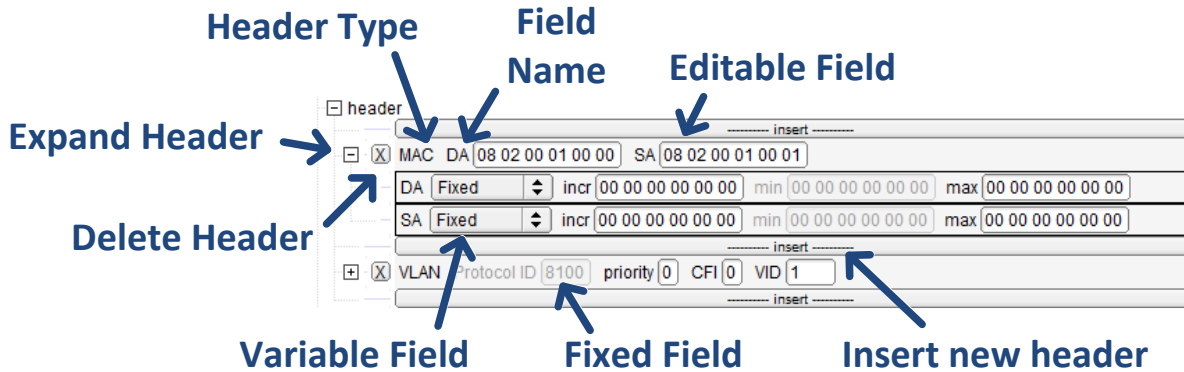 Header Type
Field
Name
Editable Field
header
Expand Header
---------- insert ----------
X MAC DA 08 02 00 01 00 00 SA 08 02 00 01 00 01
DA Fixed incr 00 00 00 00 00 00 min 00 00 00 00 00 00 max 00 00 00 00 00 00
SA Fixed incr 00 00 00 00 00 00 min 00 00 00 00 00 00 max 00 00 00 00 00 00
Delete Header
---------- insert ----------
X VLAN Protocol ID 8100 priority 0 CFI 0 VID 1
---------- insert ----------
Variable Field
Fixed Field
Insert new header